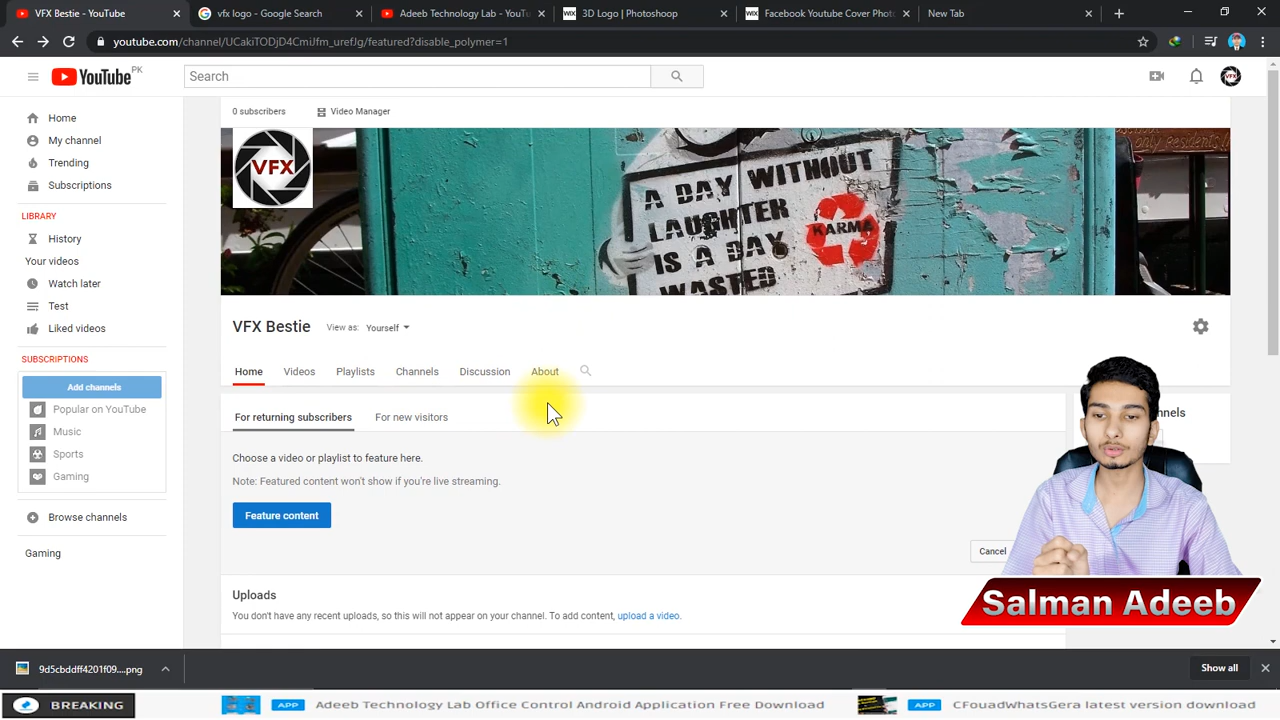 VFX Bestie - YouTube
vfx logo - Google Search
Adeeb Technology Lab - YouTu
WIX 3D Logo | Photoshoop
WIX Facebook Youtube Cover Phot
New Tab
youtube.com/channel/UCakiTODjD4CmiJfm_urefJg/featured?disable_polymer=1
YouTube PK
Search
VFX
Home
My channel
Trending
Subscriptions
LIBRARY
History
Your videos
Watch later
Test
Liked videos
SUBSCRIPTIONS
Add channels
Popular on YouTube
Music
Sports
Gaming
Browse channels
Gaming
0 subscribers
Video Manager
VFX
A DAY WITHOUT
LAUGHTER
IS A DAY
WASTED
KARMA
only Residents
VFX Bestie
View as: Yourself
Home Videos Playlists Channels Discussion About
For returning subscribers
For new visitors
Choose a video or playlist to feature here.
Note: Featured content won't show if you're live streaming.
Feature content
Cancel
Uploads
You don't have any recent uploads, so this will not appear on your channel. To add content, upload a video.
nnels
Salman Adeeb
9d5cbddff4201f09....png
Show all
BREAKING
APP Adeeb Technology Lab Office Control Android Application Free Download
APP CFouadWhatsGera latest version download